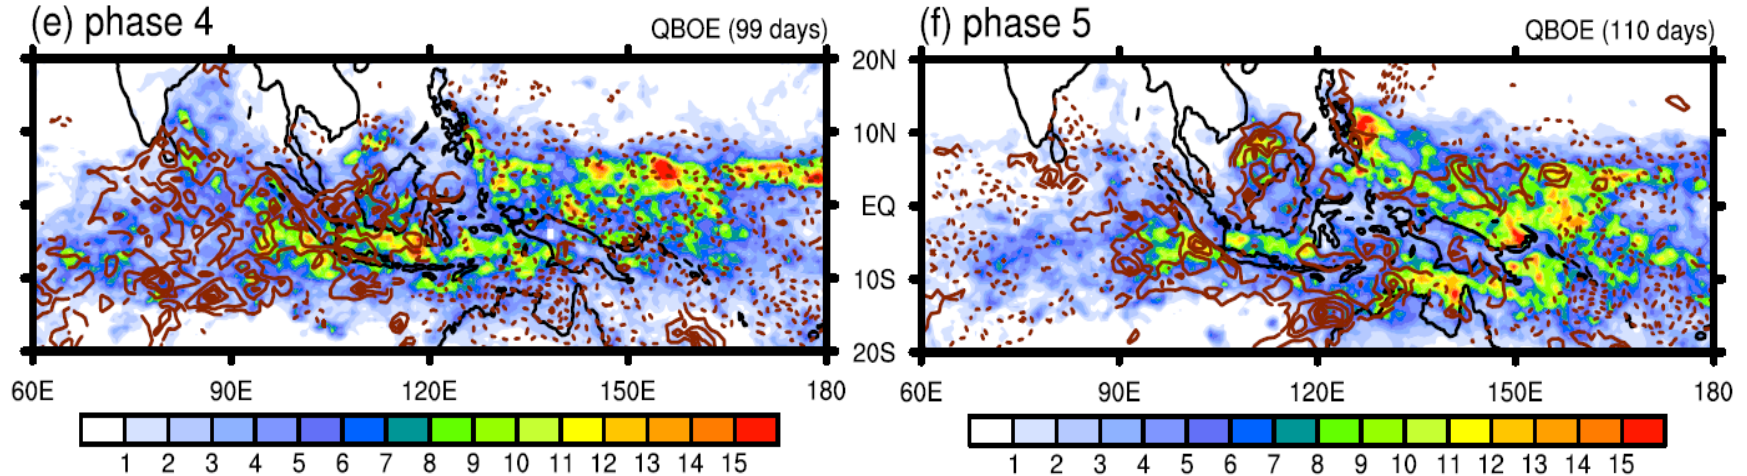 (e) phase 4
QBOE (99 days)
(f) phase 5
QBOE (110 days)
20N
10N
EQ
10S
20S
60E 90E 120E 150E 180
60E 90E 120E 150E 180
1 2 3 4 5 6 7 8 9 10 11 12 13 14 15
1 2 3 4 5 6 7 8 9 10 11 12 13 14 15